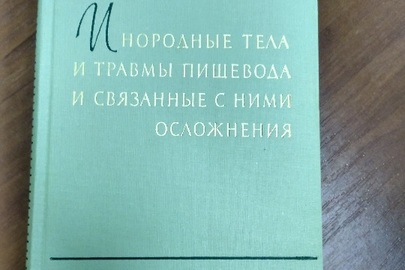 Инородные тела
и травмы пищевода
и связанные с ними
осложнения